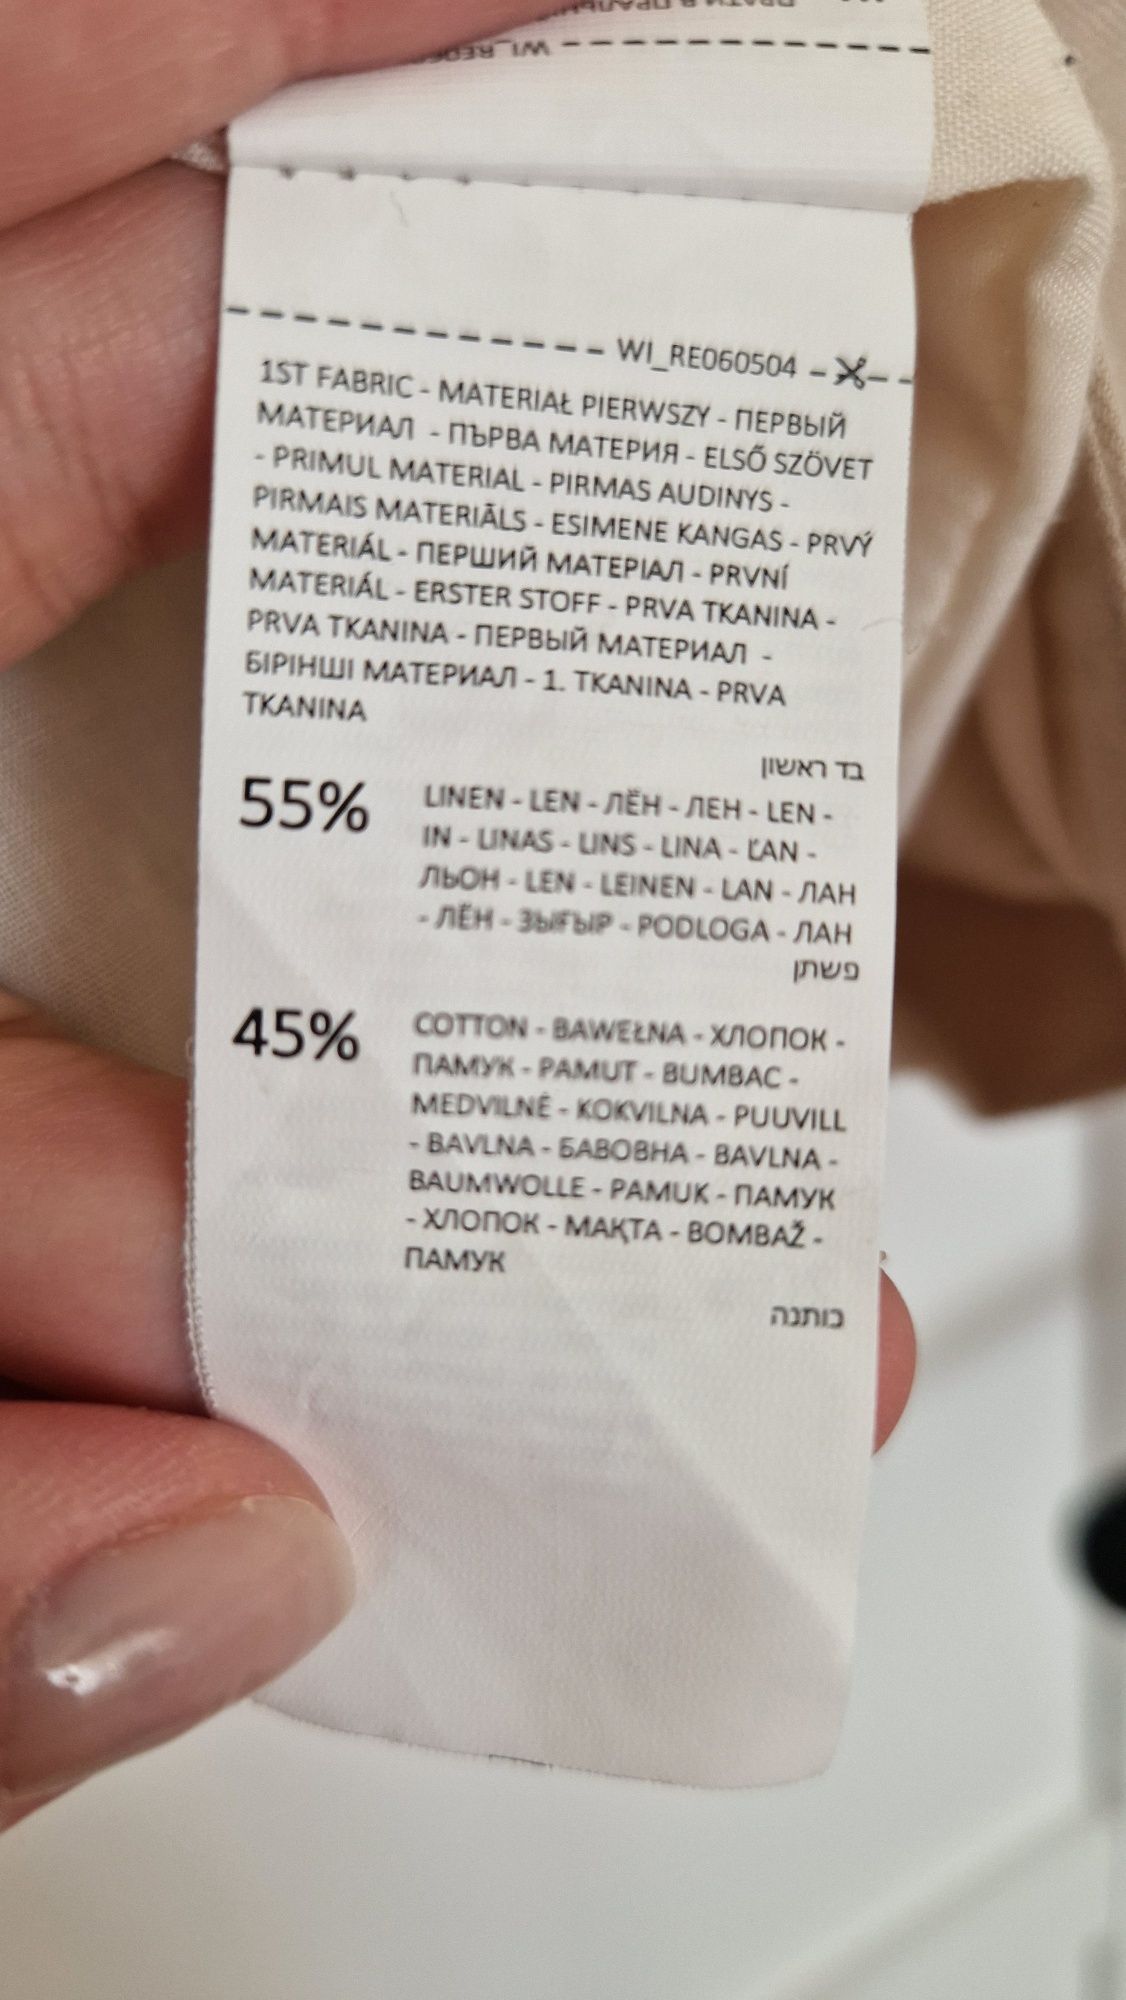 WI_RE060504
1ST FABRIC - MATERIAŁ PIERWSZY - ПЕРВЫЙ
МАТЕРИАЛ - ПЪРВА МАТЕРИЯ - ELSŐ SZÖVET
- PRIMUL MATERIAL - PIRMAS AUDINYS -
PIRMAIS MATERIĀLS - ESIMENE KANGAS - PRVÝ
MATERIÁL - ПЕРШИЙ МАТЕРІАЛ - PRVNÍ
MATERIÁL - ERSTER STOFF - PRVA TKANINA -
PRVA TKANINA - ПЕРВЫЙ МАТЕРИАЛ -
БІРІНШІ МАТЕРИАЛ - 1. TKANINA - PRVA
TKANINA
בד ראשון
55% LINEN - LEN - ЛЁН - ЛЕН - LEN -
IN - LINAS - LINS - LINA - ĽAN -
ЛЬОН - LEN - LEINEN - LAN - ЛАН
- ЛЁН - ЗЫҒЫР - PODLOGA - ЛАН
פשתן
45% COTTON - BAWEŁNA - ХЛОПОК -
ПАМУК - PAMUT - BUMBAC -
MEDVILNĖ - KOKVILNA - PUUVILL
- BAVLNA - БАВОВНА - BAVLNA -
BAUMWOLLE - PAMUK - ПАМУК
- ХЛОПОК - МАҚТА - BOMBAŽ -
ПАМУК
כותנה